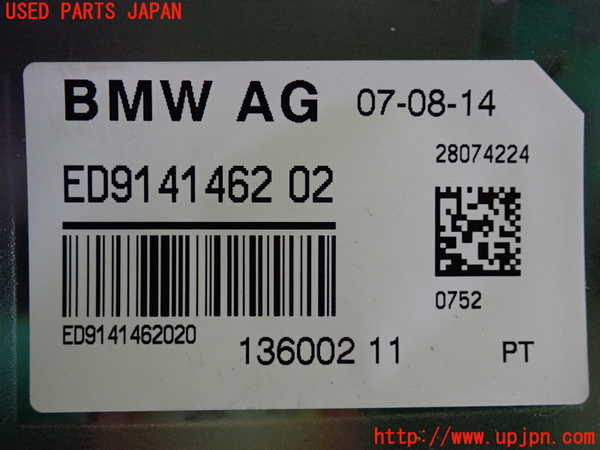 USED PARTS JAPAN
BMW AG 07-08-14
28074224
ED9141462 02
0752
ED9141462020
136002 11 PT
http://www.upjpn.com/